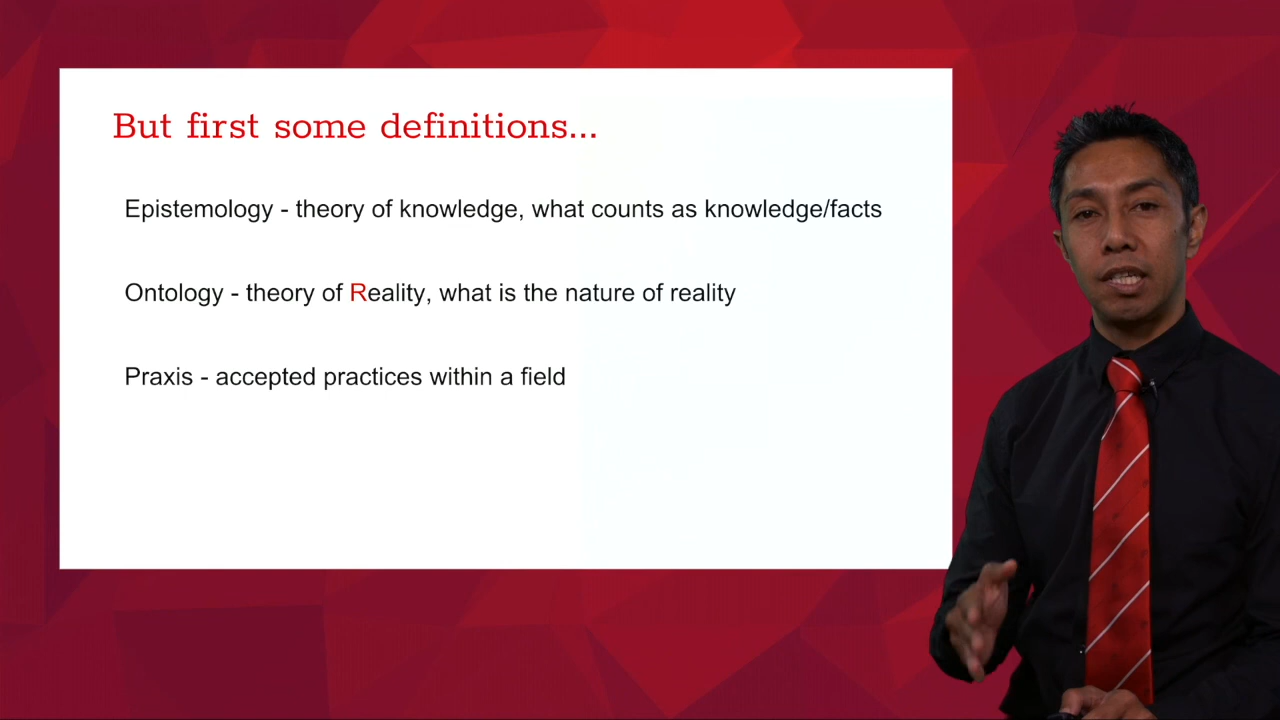 But first some definitions...
Epistemology - theory of knowledge, what counts as knowledge/facts
Ontology - theory of Reality, what is the nature of reality
Praxis - accepted practices within a field